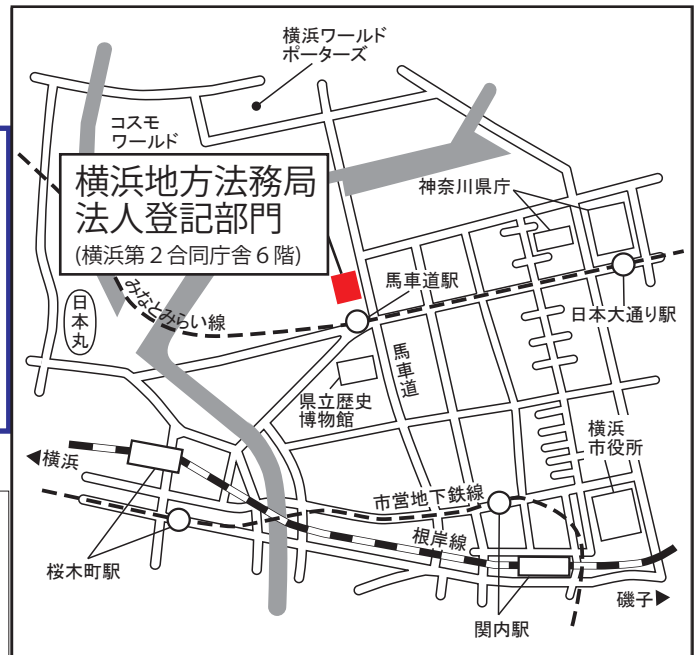 横浜ワールド
ポーターズ
コスモ
ワールド
横浜地方法務局
法人登記部門
(横浜第2合同庁舎6階)
神奈川県庁
馬車道駅
みなとみらい線
日本大通り駅
日本丸
馬車道
県立歴史
博物館
横浜
市役所
◀横浜
市営地下鉄線
根岸線
桜木町駅
関内駅
磯子▶